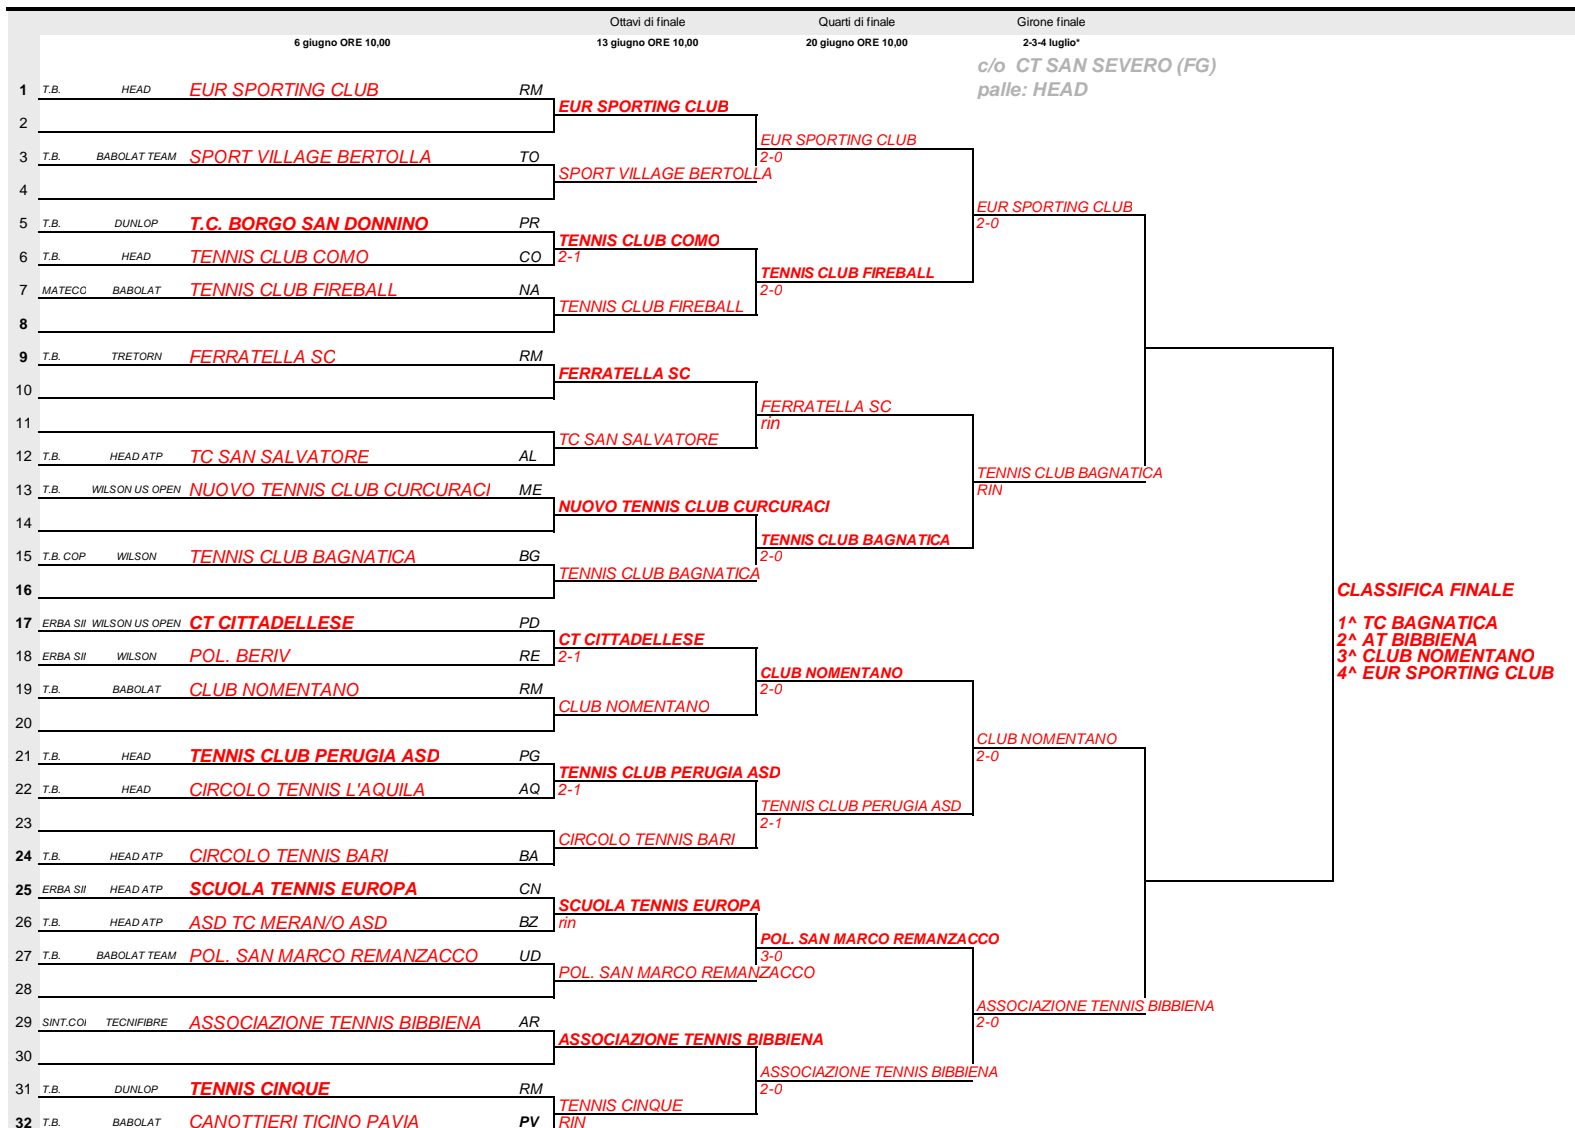 Ottavi di finale Quarti di finale Girone finale
6 giugno ORE 10,00 13 giugno ORE 10,00 20 giugno ORE 10,00 2-3-4 luglio*
c/o CT SAN SEVERO (FG)
1 T.B. HEAD EUR SPORTING CLUB RM palle: HEAD
EUR SPORTING CLUB
2
EUR SPORTING CLUB
3 T.B. BABOLAT TEAM SPORT VILLAGE BERTOLLA TO 2-0
SPORT VILLAGE BERTOLLA
4
EUR SPORTING CLUB
5 T.B. DUNLOP T.C. BORGO SAN DONNINO PR 2-0
TENNIS CLUB COMO
6 T.B. HEAD TENNIS CLUB COMO CO 2-1
TENNIS CLUB FIREBALL
7 MATECO BABOLAT TENNIS CLUB FIREBALL NA 2-0
TENNIS CLUB FIREBALL
8
9 T.B. TRETORN FERRATELLA SC RM
FERRATELLA SC
10
FERRATELLA SC
11 rin
TC SAN SALVATORE
12 T.B. HEAD ATP TC SAN SALVATORE AL
TENNIS CLUB BAGNATICA
13 T.B. WILSON US OPEN NUOVO TENNIS CLUB CURCURACI ME RIN
NUOVO TENNIS CLUB CURCURACI
14
TENNIS CLUB BAGNATICA
15 T.B. COP WILSON TENNIS CLUB BAGNATICA BG 2-0
TENNIS CLUB BAGNATICA
16 CLASSIFICA FINALE
17 ERBA SII WILSON US OPEN CT CITTADELLESE PD 1^ TC BAGNATICA
CT CITTADELLESE 2^ AT BIBBIENA
18 ERBA SII WILSON POL. BERIV RE 2-1 3^ CLUB NOMENTANO
CLUB NOMENTANO 4^ EUR SPORTING CLUB
19 T.B. BABOLAT CLUB NOMENTANO RM 2-0
CLUB NOMENTANO
20
CLUB NOMENTANO
21 T.B. HEAD TENNIS CLUB PERUGIA ASD PG 2-0
TENNIS CLUB PERUGIA ASD
22 T.B. HEAD CIRCOLO TENNIS L'AQUILA AQ 2-1
TENNIS CLUB PERUGIA ASD
23 2-1
CIRCOLO TENNIS BARI
24 T.B. HEAD ATP CIRCOLO TENNIS BARI BA
25 ERBA SII HEAD ATP SCUOLA TENNIS EUROPA CN
SCUOLA TENNIS EUROPA
26 T.B. HEAD ATP ASD TC MERAN/O ASD BZ rin
POL. SAN MARCO REMANZACCO
27 T.B. BABOLAT TEAM POL. SAN MARCO REMANZACCO UD 3-0
POL. SAN MARCO REMANZACCO
28
ASSOCIAZIONE TENNIS BIBBIENA
29 SINT.COI TECNIFIBRE ASSOCIAZIONE TENNIS BIBBIENA AR 2-0
ASSOCIAZIONE TENNIS BIBBIENA
30
ASSOCIAZIONE TENNIS BIBBIENA
31 T.B. DUNLOP TENNIS CINQUE RM 2-0
TENNIS CINQUE
32 T.B. BABOLAT CANOTTIERI TICINO PAVIA PV RIN